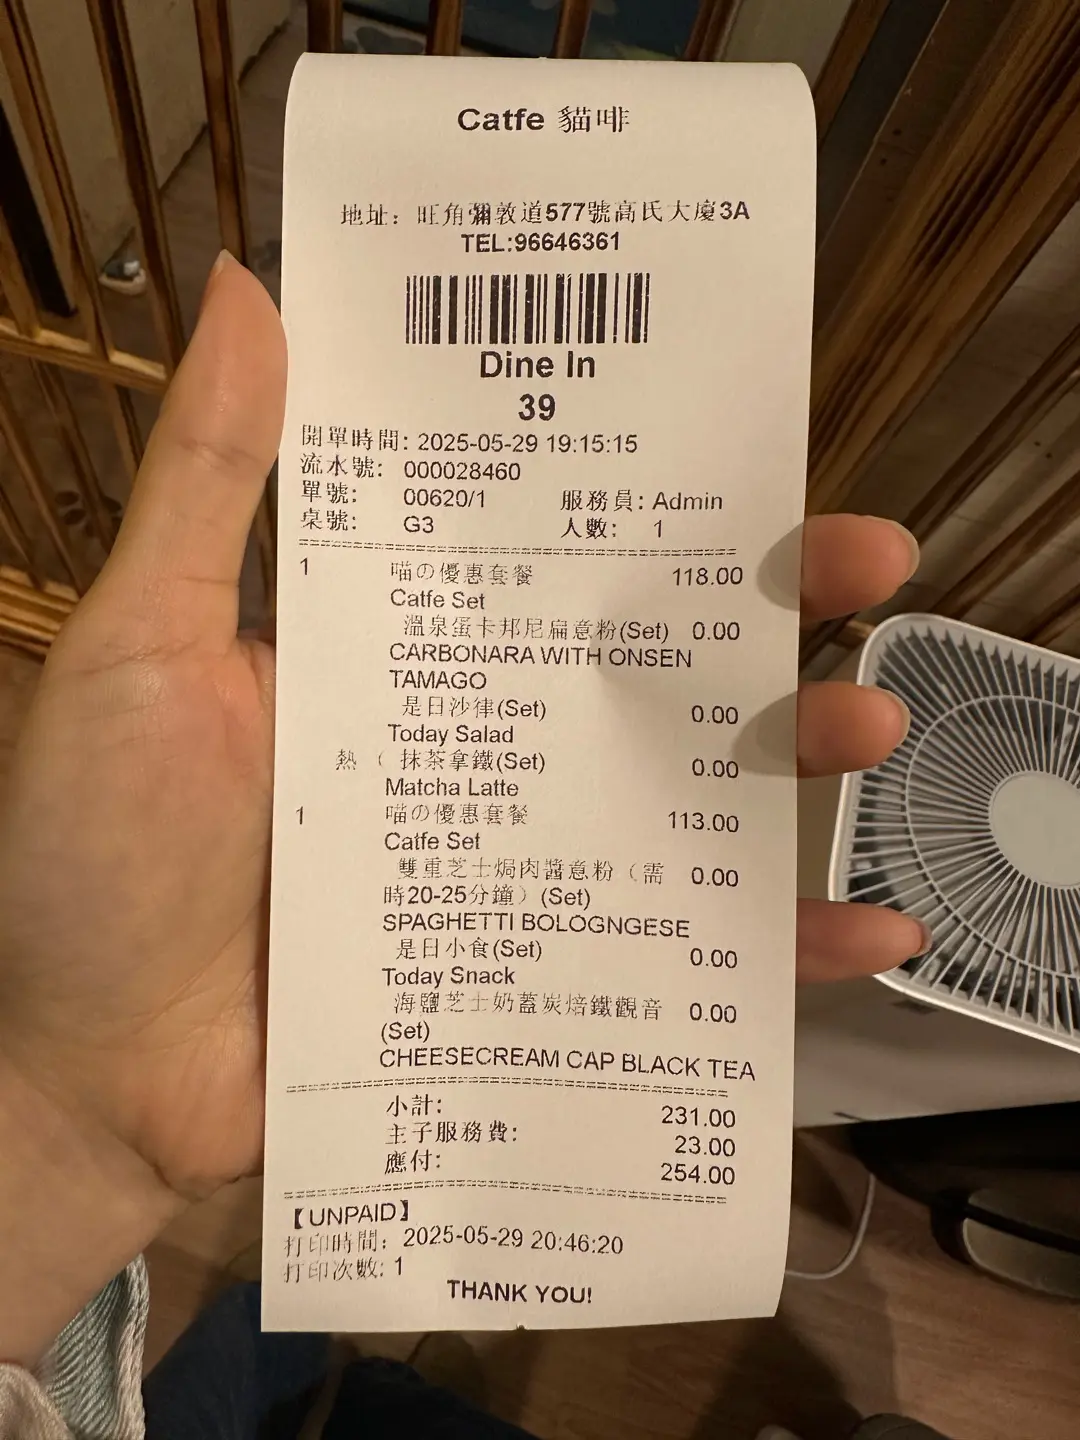 Catfe 貓啡
地址：旺角彌敦道577號高氏大廈3A
TEL:96646361
Dine In
39
開單時間: 2025-05-29 19:15:15
流水號: 000028460
單號: 00620/1 服務員: Admin
桌號: G3 人數: 1
1 喵の優惠套餐 118.00
Catfe Set
溫泉蛋卡邦尼扁意粉(Set) 0.00
CARBONARA WITH ONSEN
TAMAGO
是日沙律(Set) 0.00
Today Salad
熱（ 抹茶拿鐵(Set) 0.00
Matcha Latte
1 喵の優惠套餐 113.00
Catfe Set
雙重芝士焗肉醬意粉（需 0.00
時20-25分鐘）(Set)
SPAGHETTI BOLOGNGESE
是日小食(Set) 0.00
Today Snack
海鹽芝士奶蓋炭焙鐵觀音 0.00
(Set)
CHEESECREAM CAP BLACK TEA
小計: 231.00
主子服務費: 23.00
應付: 254.00
【UNPAID】
打印時間: 2025-05-29 20:46:20
打印次數: 1
THANK YOU!